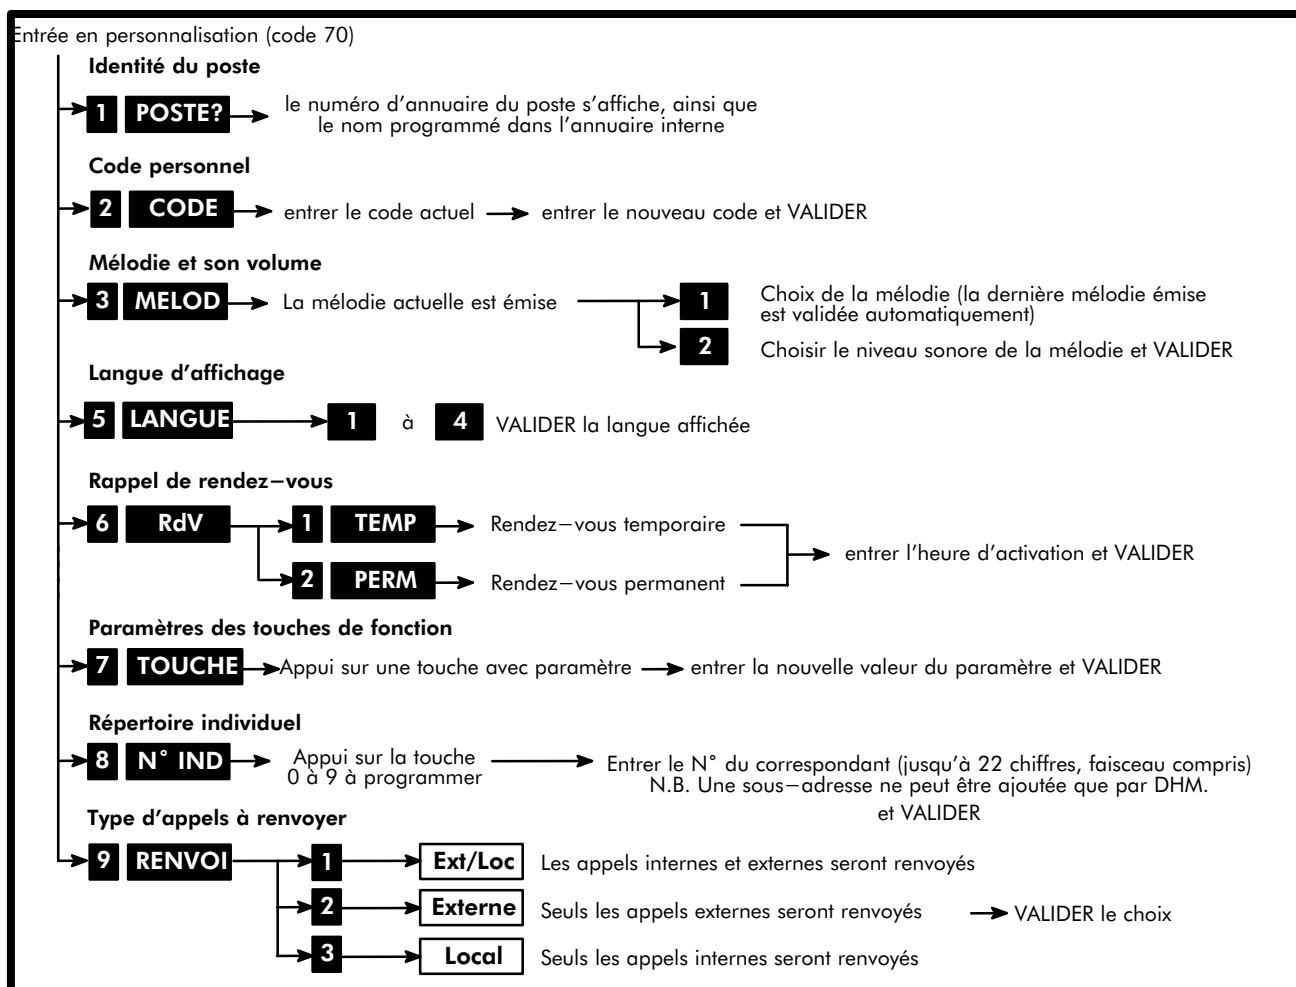 Entrée en personnalisation (code 70)
Identité du poste
1 POSTE? le numéro d'annuaire du poste s'affiche, ainsi que
le nom programmé dans l'annuaire interne
Code personnel
2 CODE entrer le code actuel entrer le nouveau code et VALIDER
Mélodie et son volume
3 MELOD La mélodie actuelle est émise 1 Choix de la mélodie (la dernière mélodie émise
est validée automatiquement)
2 Choisir le niveau sonore de la mélodie et VALIDER
Langue d'affichage
5 LANGUE 1 à 4 VALIDER la langue affichée
Rappel de rendez-vous
6 RdV 1 TEMP Rendez-vous temporaire
entrer l'heure d'activation et VALIDER
2 PERM Rendez-vous permanent
Paramètres des touches de fonction
7 TOUCHE Appui sur une touche avec paramètre entrer la nouvelle valeur du paramètre et VALIDER
Répertoire individuel
8 N° IND Appui sur la touche
0 à 9 à programmer
Entrer le N° du correspondant (jusqu'à 22 chiffres, faisceau compris)
N.B. Une sous-adresse ne peut être ajoutée que par DHM.
et VALIDER
Type d'appels à renvoyer
9 RENVOI 1 Ext/Loc Les appels internes et externes seront renvoyés
2 Externe Seuls les appels externes seront renvoyés VALIDER le choix
3 Local Seuls les appels internes seront renvoyés